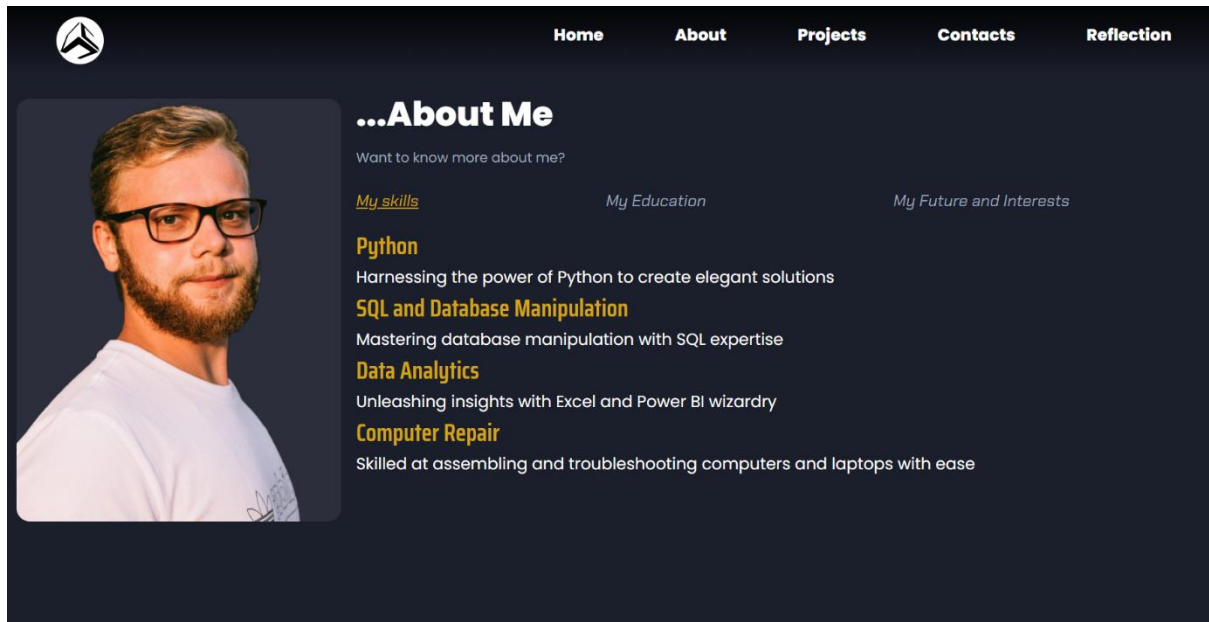 Home About Projects Contacts Reflection
...About Me
Want to know more about me?
My skills My Education My Future and Interests
Python
Harnessing the power of Python to create elegant solutions
SQL and Database Manipulation
Mastering database manipulation with SQL expertise
Data Analytics
Unleashing insights with Excel and Power BI wizardry
Computer Repair
Skilled at assembling and troubleshooting computers and laptops with ease